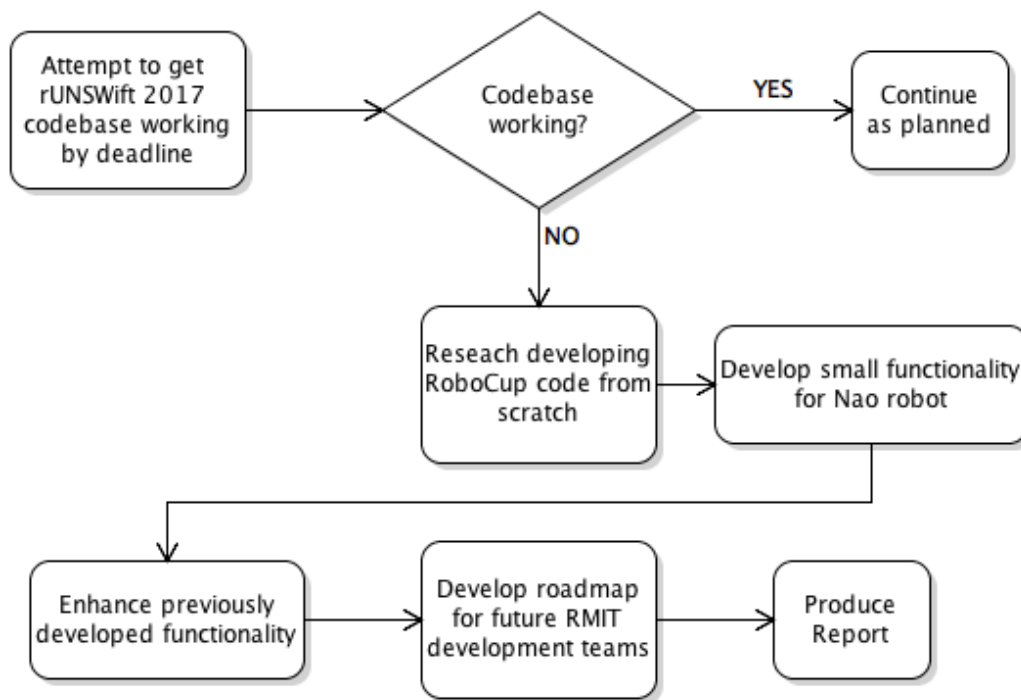 Attempt to get
rUNSWift 2017
codebase working
by deadline
Codebase
working?
YES
Continue
as planned
NO
Reseach developing
RoboCup code from
scratch
Develop small functionality
for Nao robot
Enhance previously
developed functionality
Develop roadmap
for future RMIT
development teams
Produce
Report